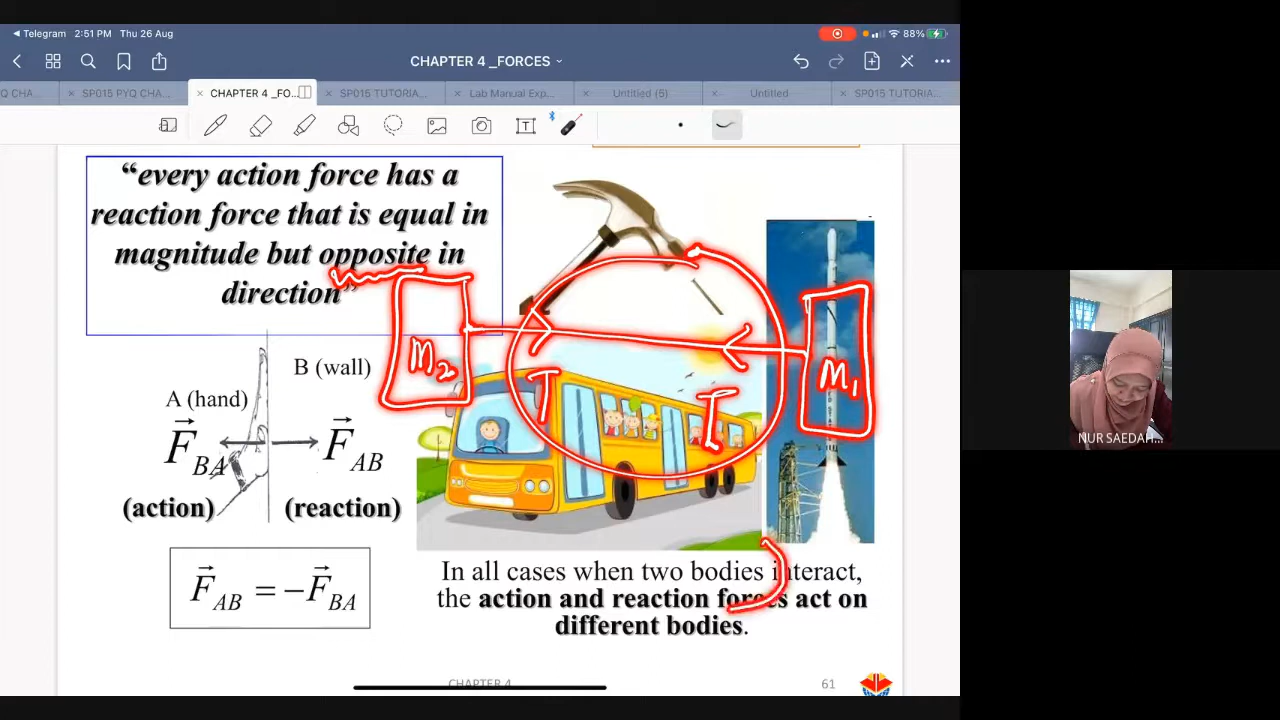 Telegram 2:51 PM Thu 26 Aug
88%
CHAPTER 4 _FORCES
Q CHA...
SP015 PYQ CHA...
CHAPTER 4 _FO...
SP015 TUTORIA...
Lab Manual Exp...
Untitled (5)
Untitled
SP015 TUTORIA...
T
“every action force has a
reaction force that is equal in
magnitude but opposite in
direction”
B (wall)
A (hand)
F BA
F AB
(action)
(reaction)
F AB = −F BA
m2
T
T
m1
In all cases when two bodies interact,
the action and reaction forces act on
different bodies.
CHAPTER 4
61
NUR SAEDAH...